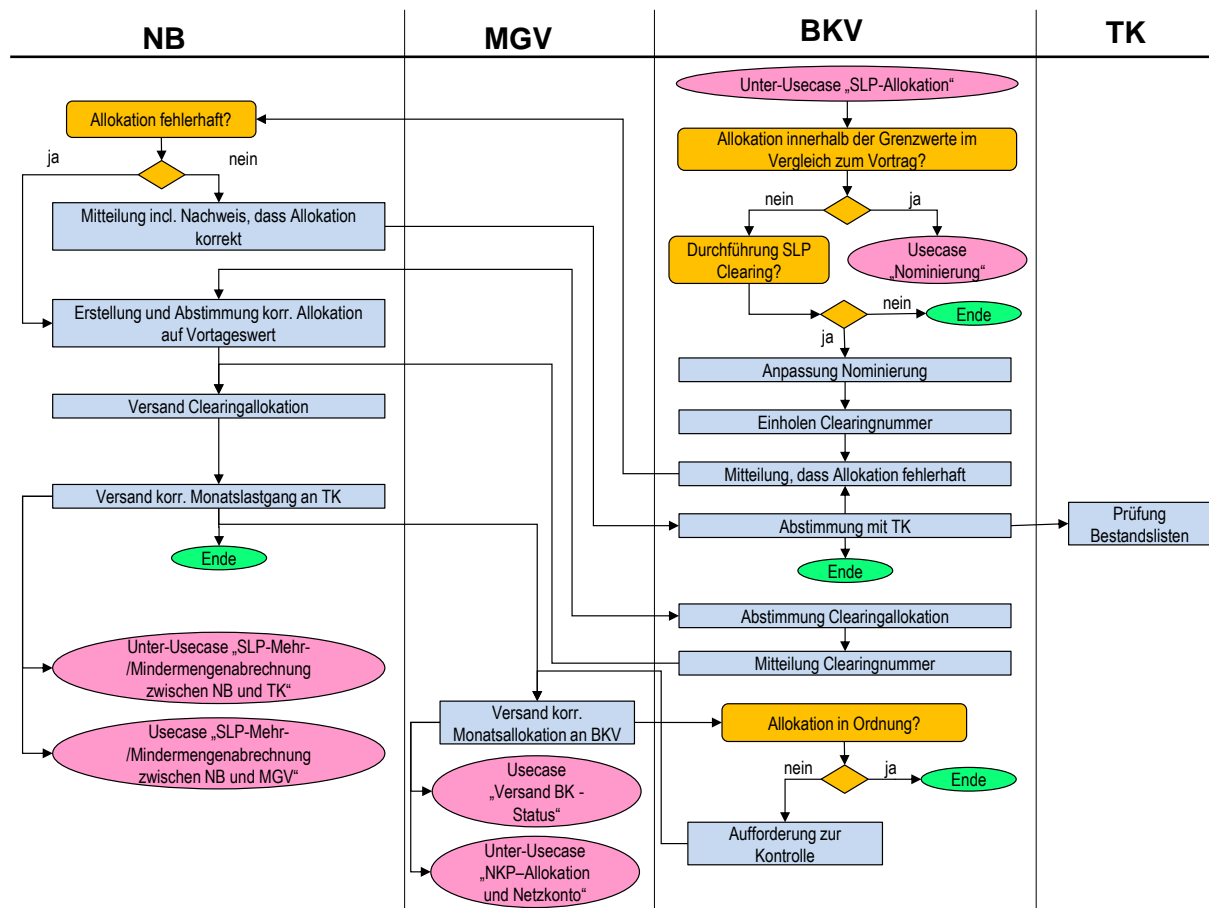 NB
MGV
BKV
TK
Unter-Usecase „SLP-Allokation“
Allokation fehlerhaft?
Allokation innerhalb der Grenzwerte im
Vergleich zum Vortrag?
ja
nein
nein
ja
Mitteilung incl. Nachweis, dass Allokation
korrekt
Durchführung SLP
Clearing?
Usecase
„Nominierung“
Erstellung und Abstimmung korr. Allokation
auf Vortageswert
nein
Ende
ja
Anpassung Nominierung
Versand Clearingallokation
Einholen Clearingnummer
Mitteilung, dass Allokation fehlerhaft
Versand korr. Monatslastgang an TK
Abstimmung mit TK
Prüfung
Bestandslisten
Ende
Ende
Abstimmung Clearingallokation
Unter-Usecase „SLP-Mehr-
/Mindermengenabrechnung
zwischen NB und TK“
Mitteilung Clearingnummer
Versand korr.
Monatsallokation an BKV
Allokation in Ordnung?
Usecase „SLP-Mehr-
/Mindermengenabrechnung
zwischen NB und MGV“
nein
ja
Ende
Usecase
„Versand BK -
Status“
Aufforderung zur
Kontrolle
Unter-Usecase
„NKP–Allokation
und Netzkonto“